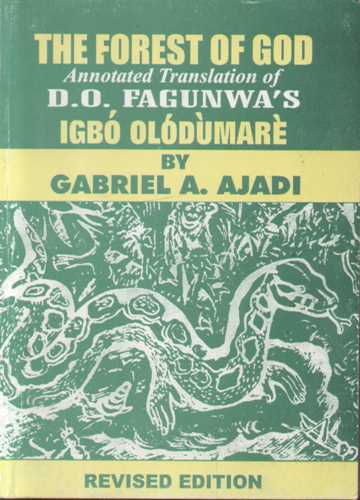 THE FOREST OF GOD
Annotated Translation of
D.O. FAGUNWA'S
IGBÓ OLÓDÙMARÈ
BY
GABRIEL A. AJADI
REVISED EDITION